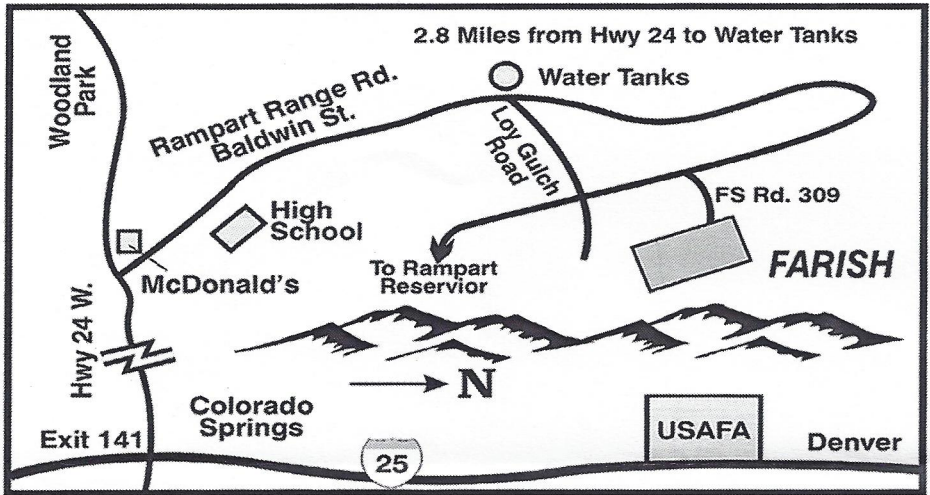 2.8 Miles from Hwy 24 to Water Tanks
Woodland
Park
Rampart Range Rd.
Baldwin St.
Water Tanks
Loy Gulch
Road
FS Rd. 309
High
School
McDonald's
To Rampart
Reservior
FARISH
Hwy 24 W.
N
Colorado
Springs
Exit 141
25
USAFA
Denver